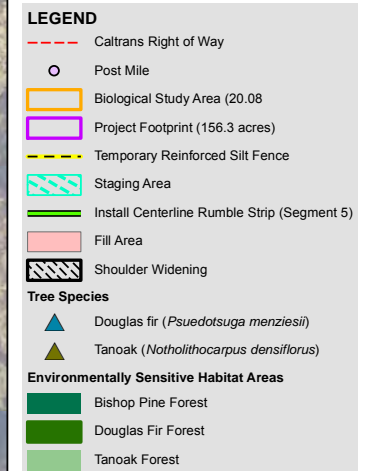 LEGEND
Caltrans Right of Way
Post Mile
Biological Study Area (20.08
Project Footprint (156.3 acres)
Temporary Reinforced Silt Fence
Staging Area
Install Centerline Rumble Strip (Segment 5)
Fill Area
Shoulder Widening
Tree Species
Douglas fir (Psuedotsuga menziesii)
Tanoak (Notholithocarpus densiflorus)
Environmentally Sensitive Habitat Areas
Bishop Pine Forest
Douglas Fir Forest
Tanoak Forest